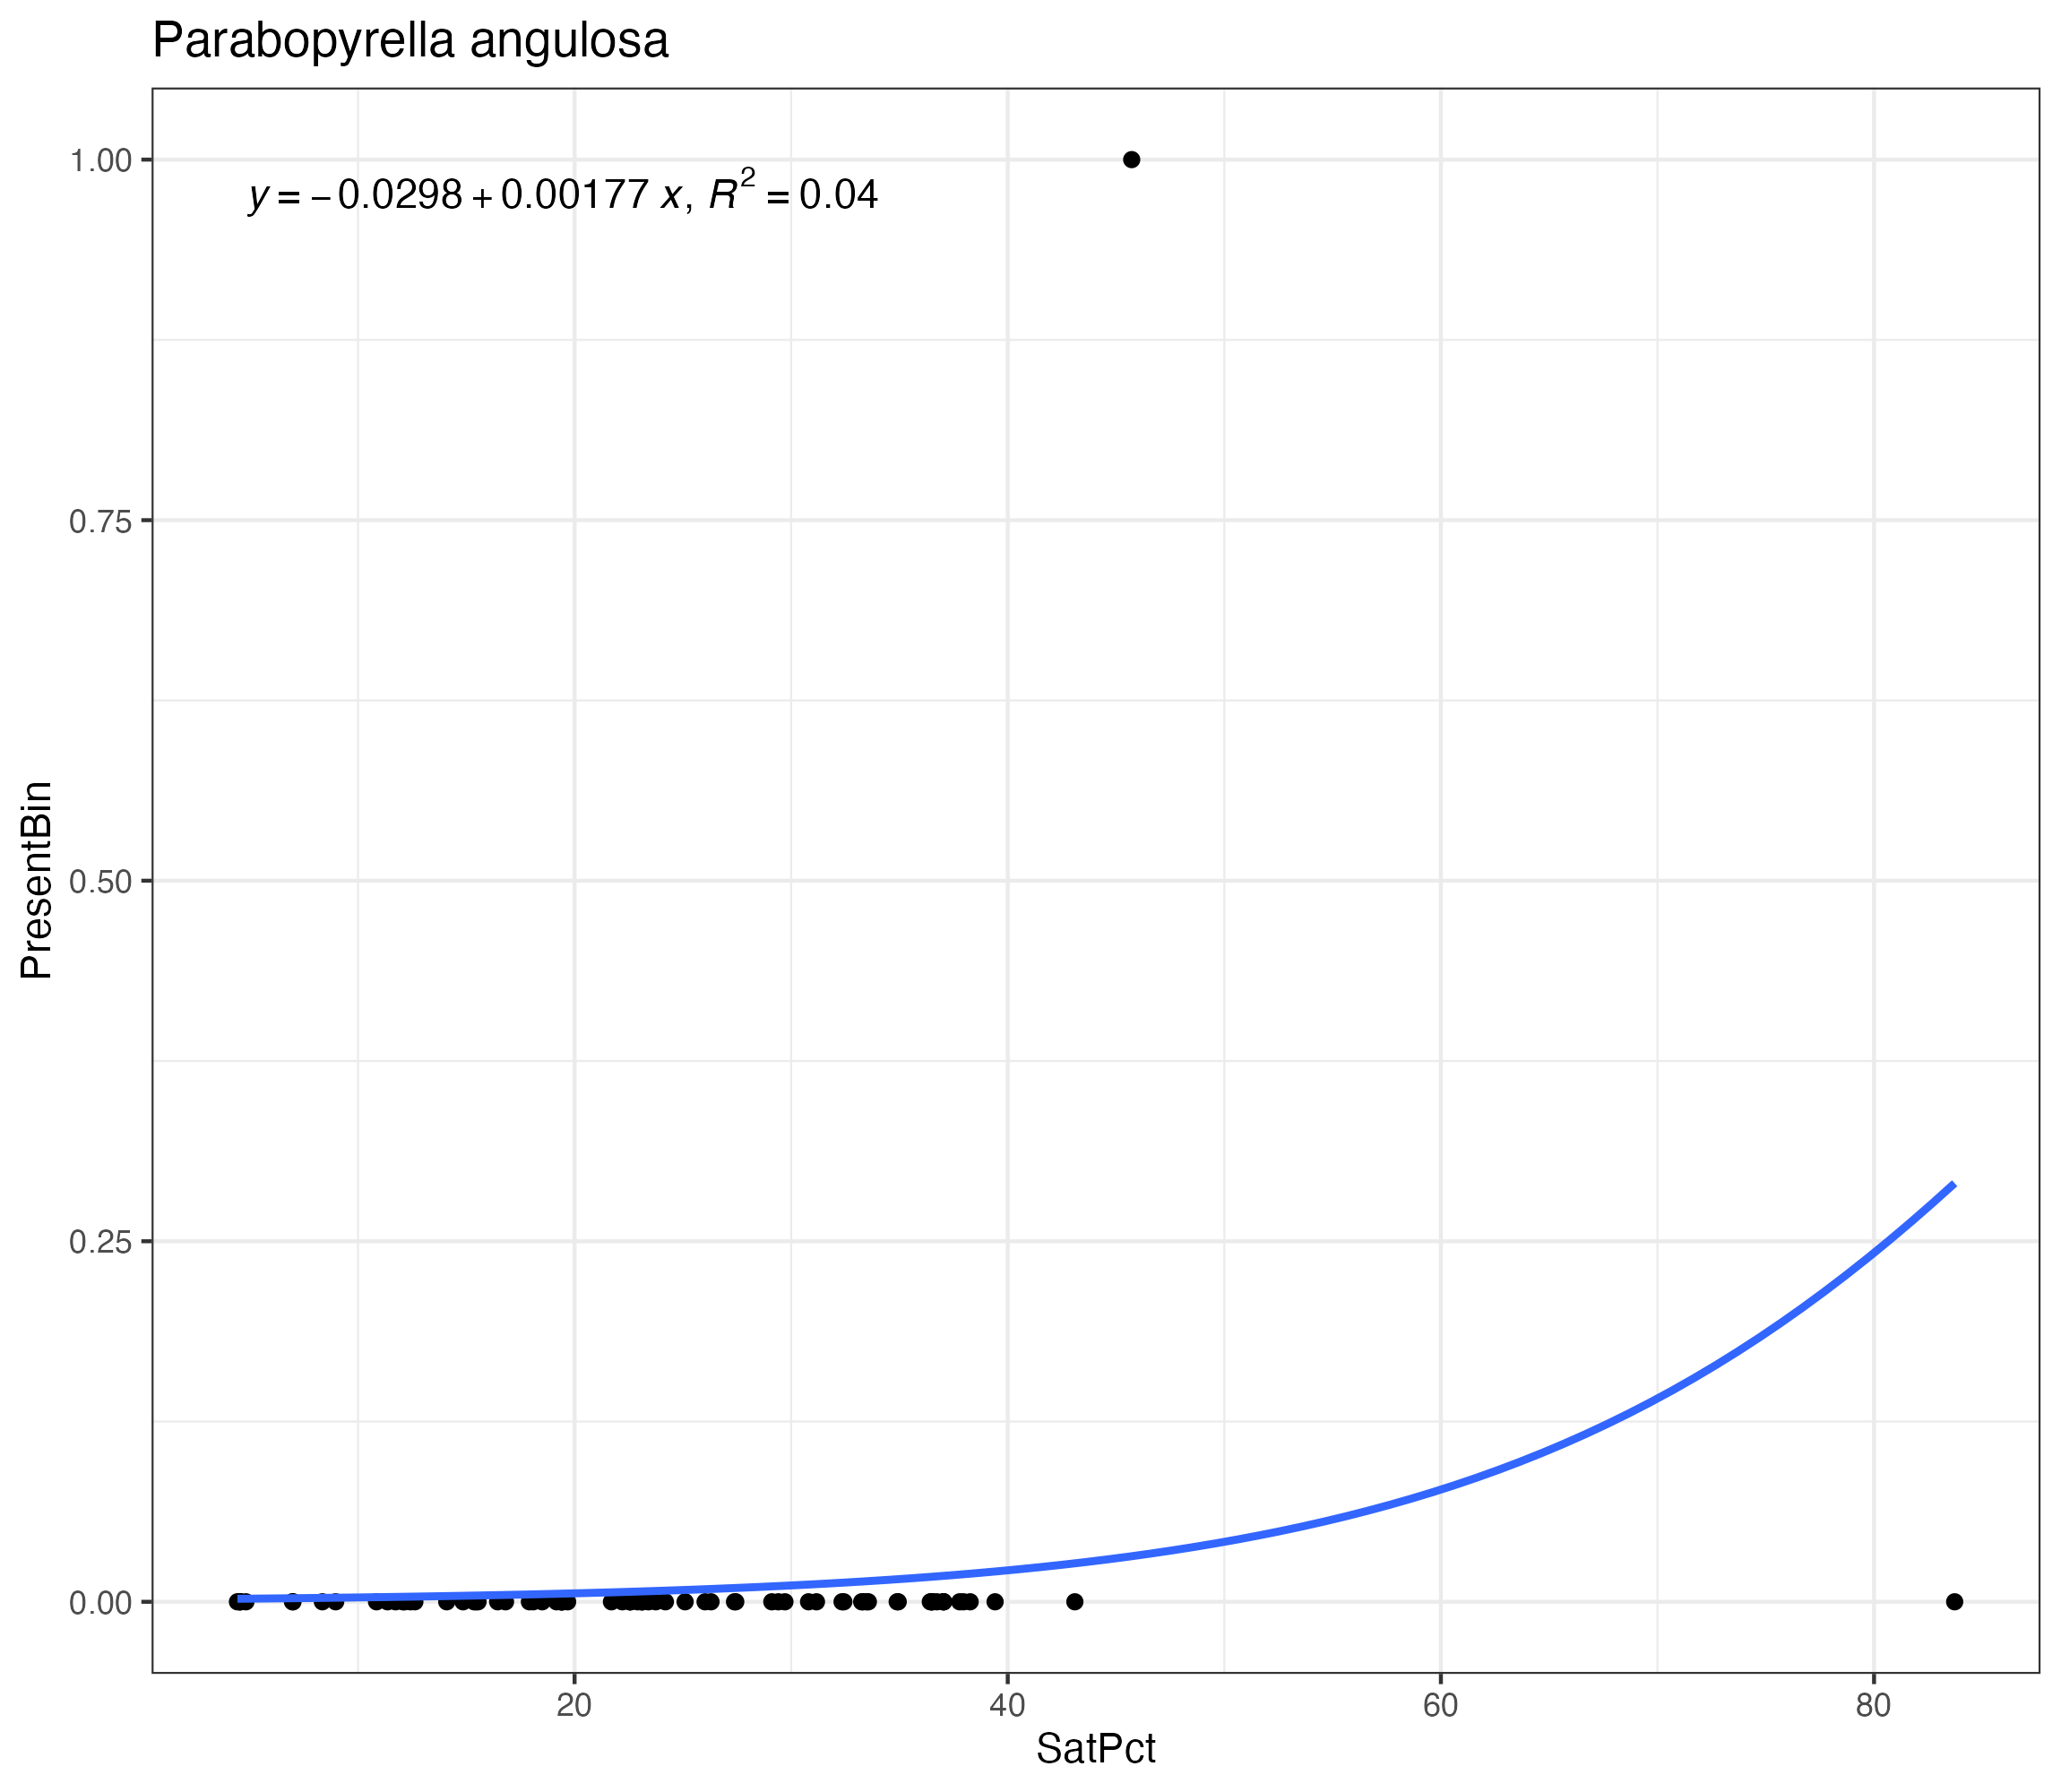 Parabopyrella angulosa
y = −0.0298 + 0.00177 x, R² = 0.04
1.00
0.75
0.50
0.25
0.00
PresentBin
20 40 60 80
SatPct